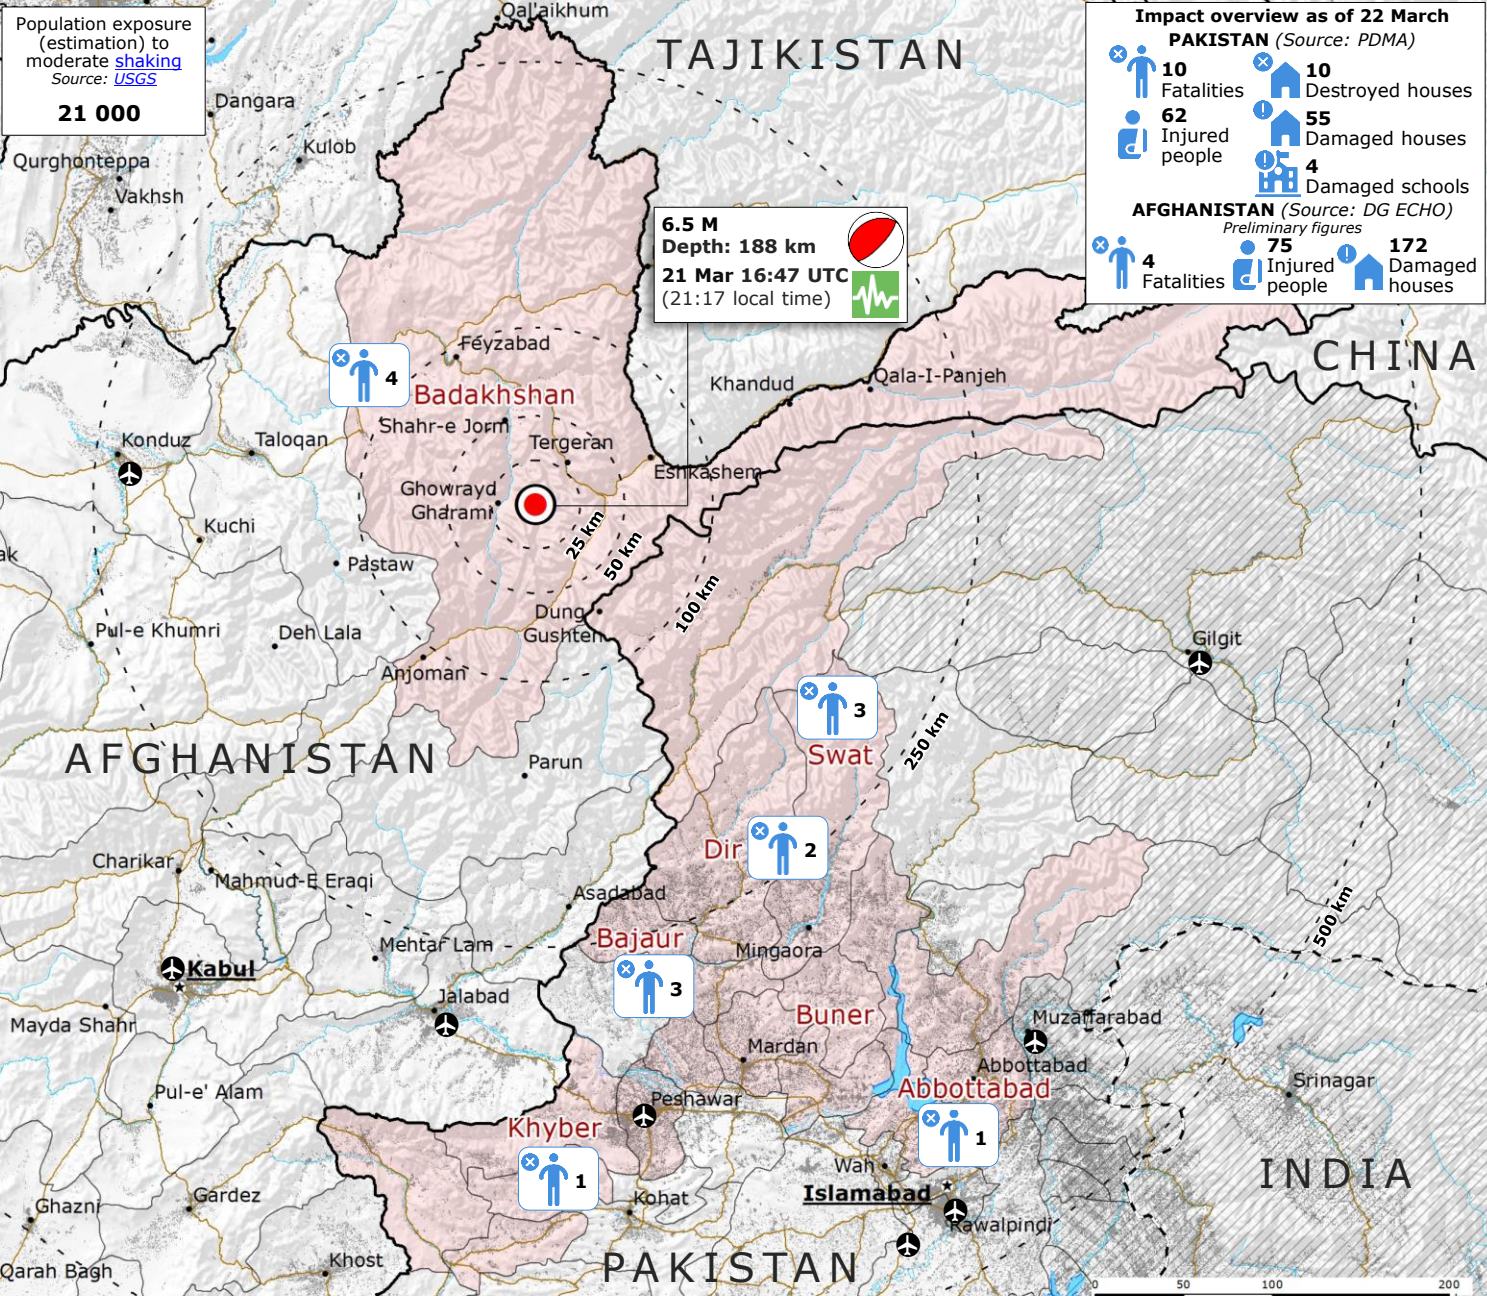 Population exposure
(estimation) to
moderate shaking
Source: USGS
21 000
Impact overview as of 22 March
PAKISTAN (Source: PDMA)
10
Fatalities
10
Destroyed houses
62
Injured
people
55
Damaged houses
4
Damaged schools
AFGHANISTAN (Source: DG ECHO)
Preliminary figures
4
Fatalities
75
Injured
people
172
Damaged
houses
Qal'aikhum
TAJIKISTAN
Dangara
Kulob
Qurghonteppa
Vakhsh
6.5 M
Depth: 188 km
21 Mar 16:47 UTC
(21:17 local time)
Feyzabad
4
Badakhshan
CHINA
Khandud
Qala-I-Panjeh
Shahr-e Jorm
Konduz
Taloqan
Tergeran
Eshkashem
Ghowrayd
Gharami
25 km
50 km
100 km
Kuchi
ak
Pastaw
Dung
Gushten
Pul-e Khumri
Deh Lala
Anjoman
Gilgit
3
Swat
250 km
AFGHANISTAN
Parun
Dir
2
Charikar
Mahmud-E Eraqi
Asadabad
500 km
Bajaur
Mehtar Lam
Mingaora
Kabul
3
Jalabad
Buner
Mayda Shahr
Muzaffarabad
Mardan
Abbottabad
Abbottabad
Srinagar
Pul-e' Alam
Peshawar
Khyber
1
1
Wah
INDIA
Islamabad
Ghazni
Gardez
Kohat
Rawalpindi
Khost
PAKISTAN
Qarah Bagh
0
50
100
200